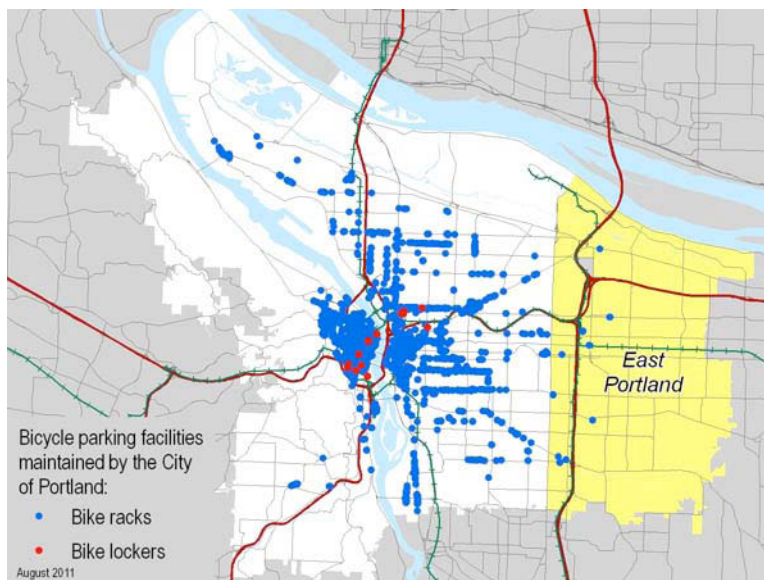 East
Portland
Bicycle parking facilities
maintained by the City
of Portland:
Bike racks
Bike lockers
August 2011